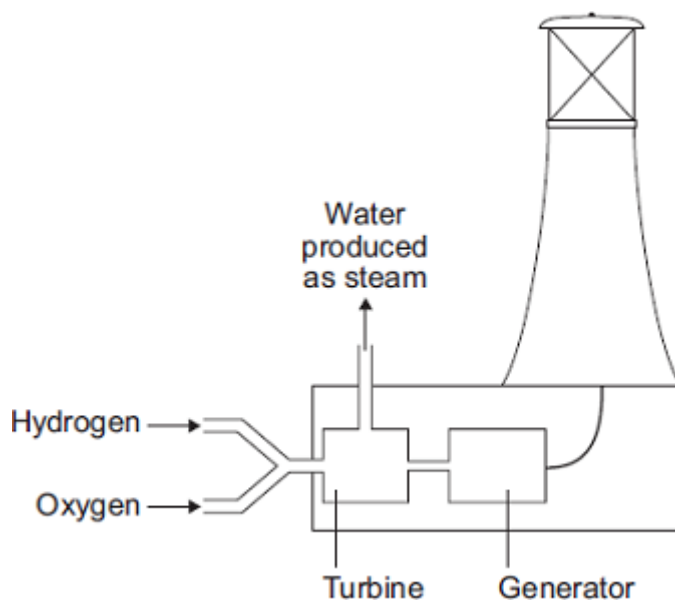 Water
produced
as steam
Hydrogen
Oxygen
Turbine
Generator